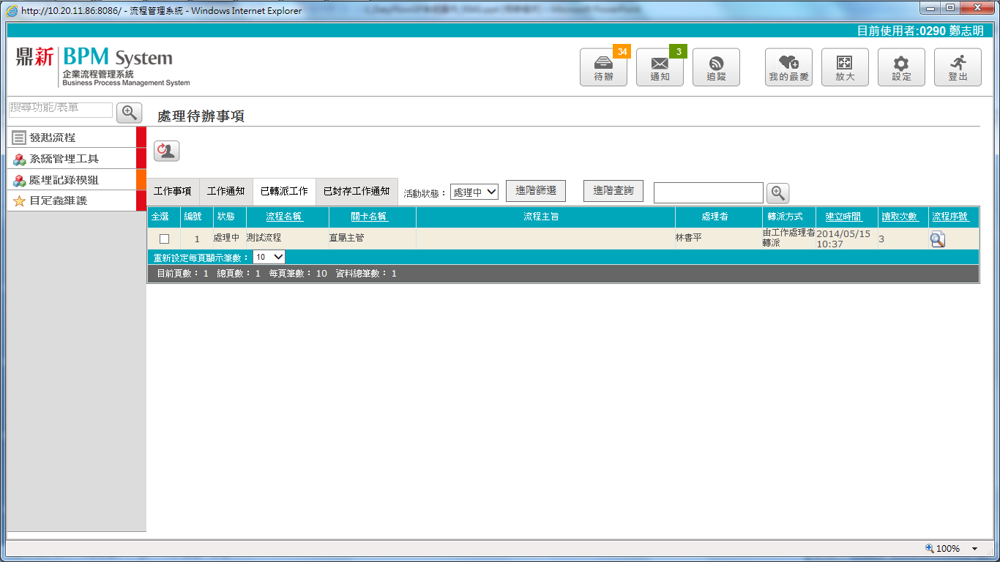 http://10.20.11.86:8086/ - 流程管理系統 - Windows Internet Explorer
目前使用者:0290 鄭志明
鼎新 BPM System
企業流程管理系統
Business Process Management System
34
3
待辦 通知 追蹤 我的最愛 放大 設定 登出
搜尋功能/表單
處理待辦事項
發起流程
系統管理工具
處理記錄模組
自定義維護
工作事項 工作通知 已轉派工作 已封存工作通知 活動狀態： 處理中 進階篩選 進階查詢
全選 編號 狀態 流程名稱 關卡名稱 流程主旨 處理者 轉派方式 建立時間 讀取次數 流程序號
1 處理中 測試流程 直屬主管 林書平 由工作處理者轉派 2014/05/15 10:37 3
重新設定每頁顯示筆數： 10
目前頁數： 1 總頁數： 1 每頁筆數： 10 資料總筆數： 1
100%